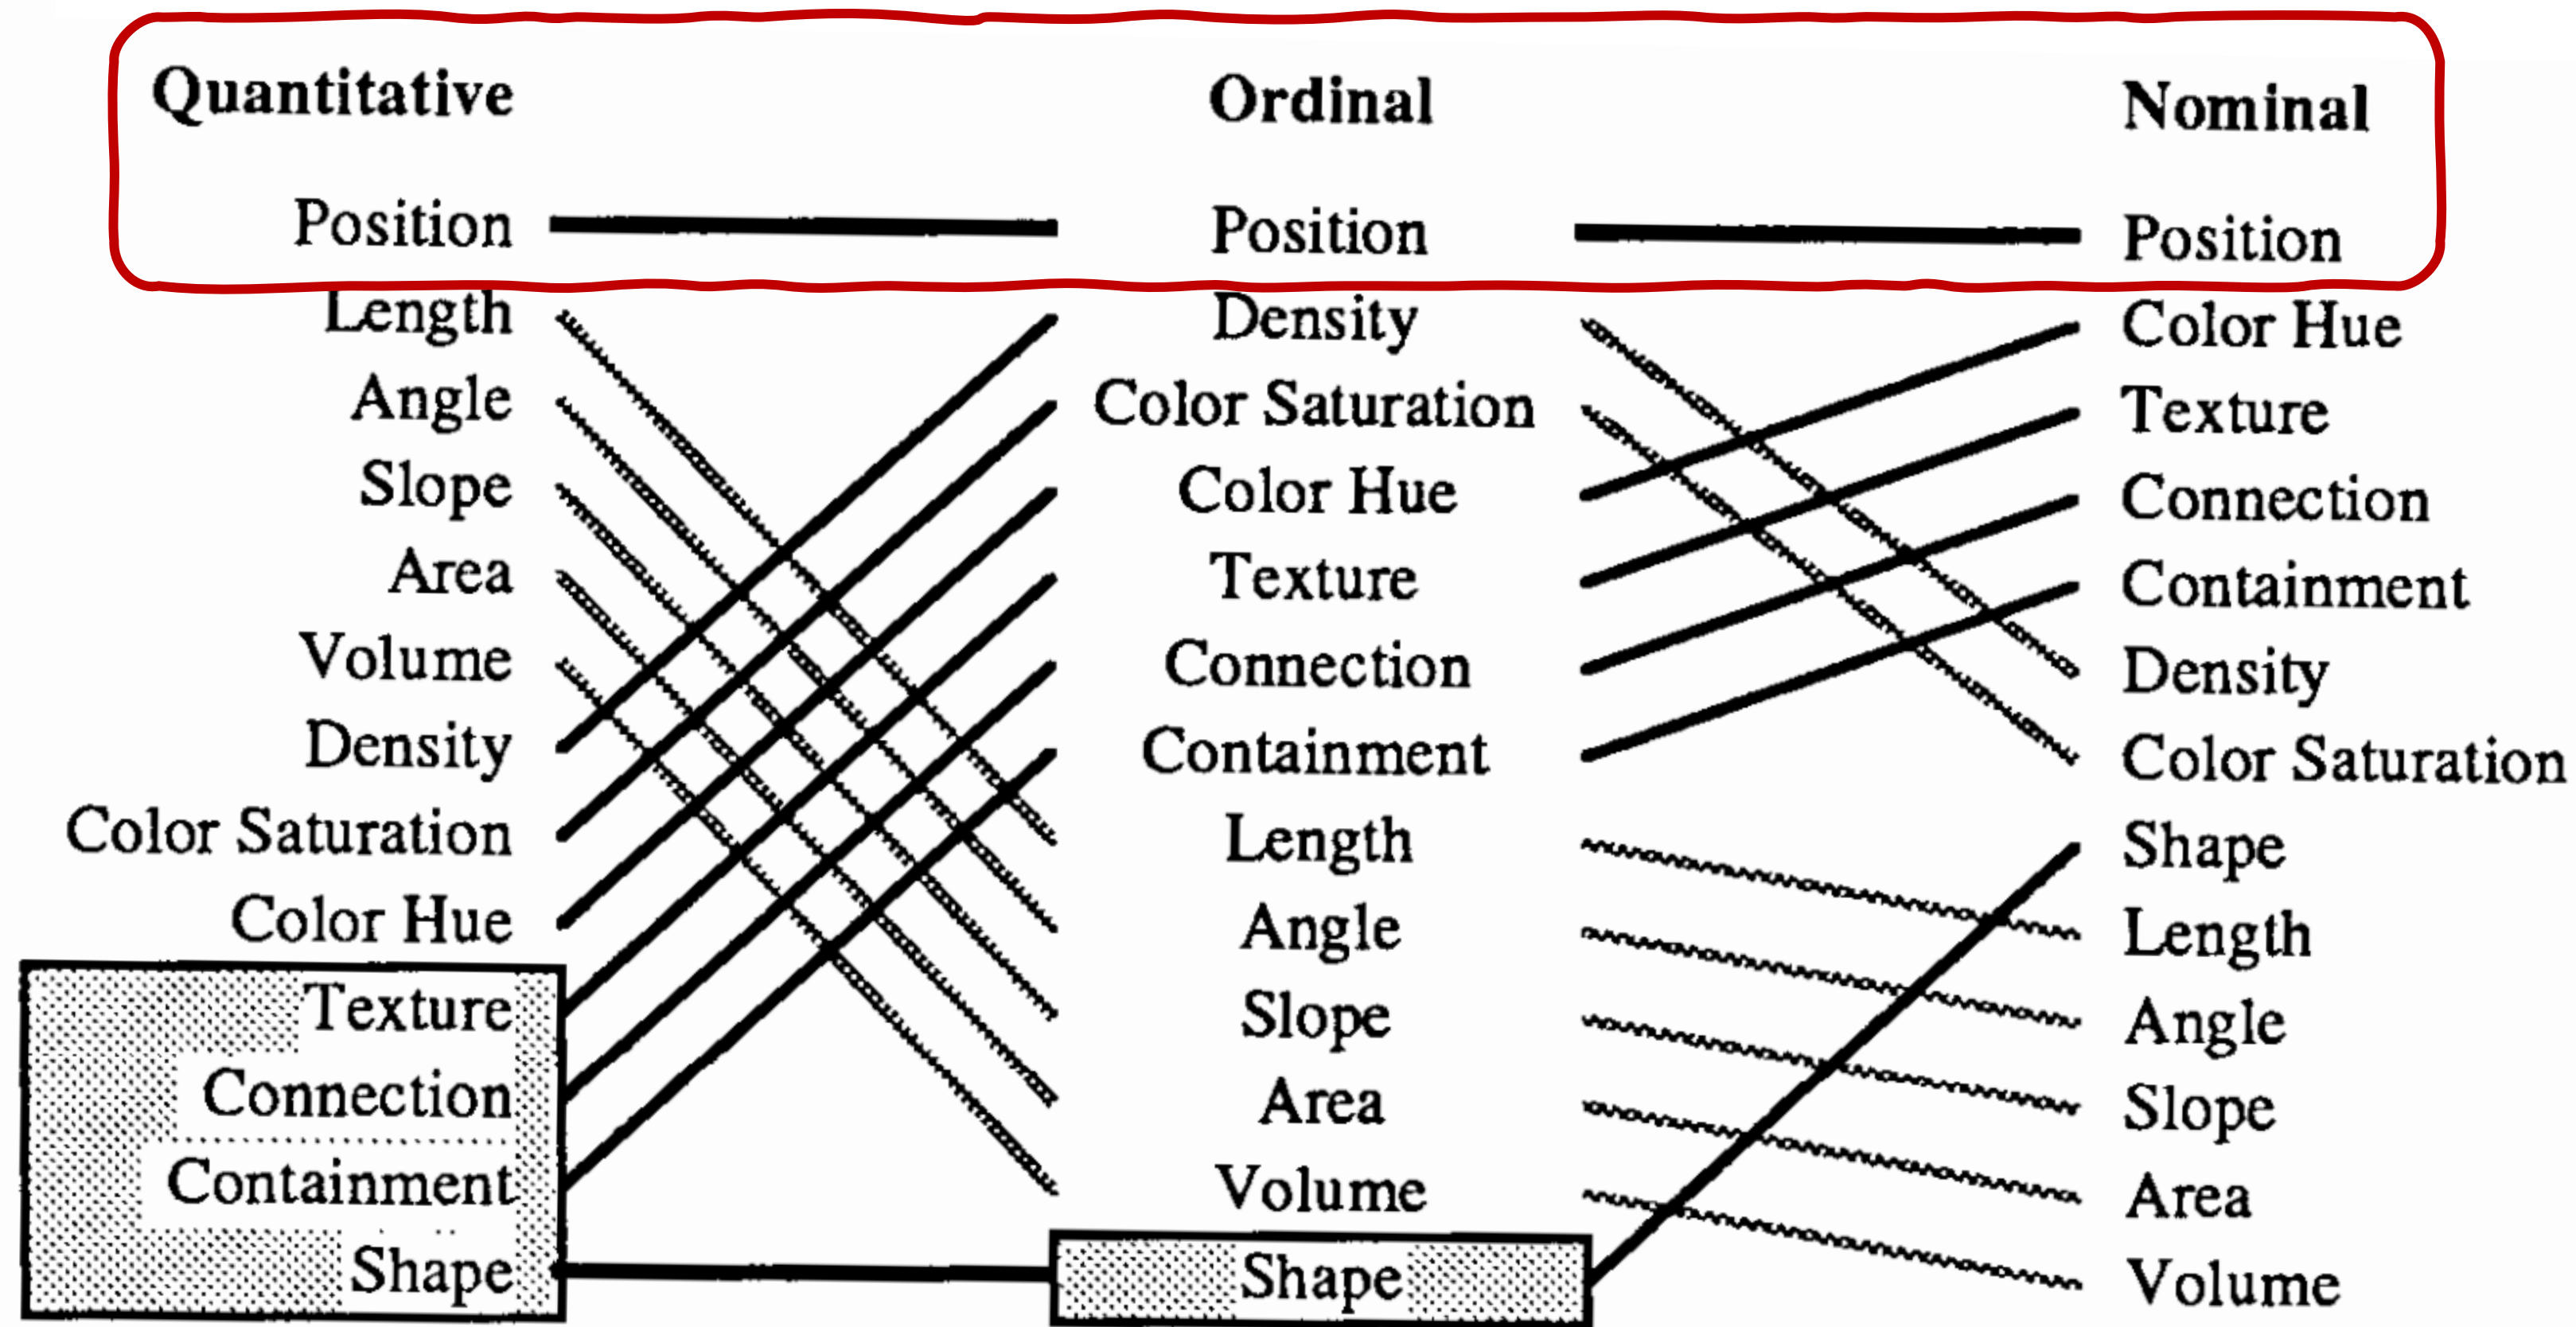 Quantitative
Position
Length
Angle
Slope
Area
Volume
Density
Color Saturation
Color Hue
Texture
Connection
Containment
Shape
Ordinal
Position
Density
Color Saturation
Color Hue
Texture
Connection
Containment
Length
Angle
Slope
Area
Volume
Shape
Nominal
Position
Color Hue
Texture
Connection
Containment
Density
Color Saturation
Shape
Length
Angle
Slope
Area
Volume